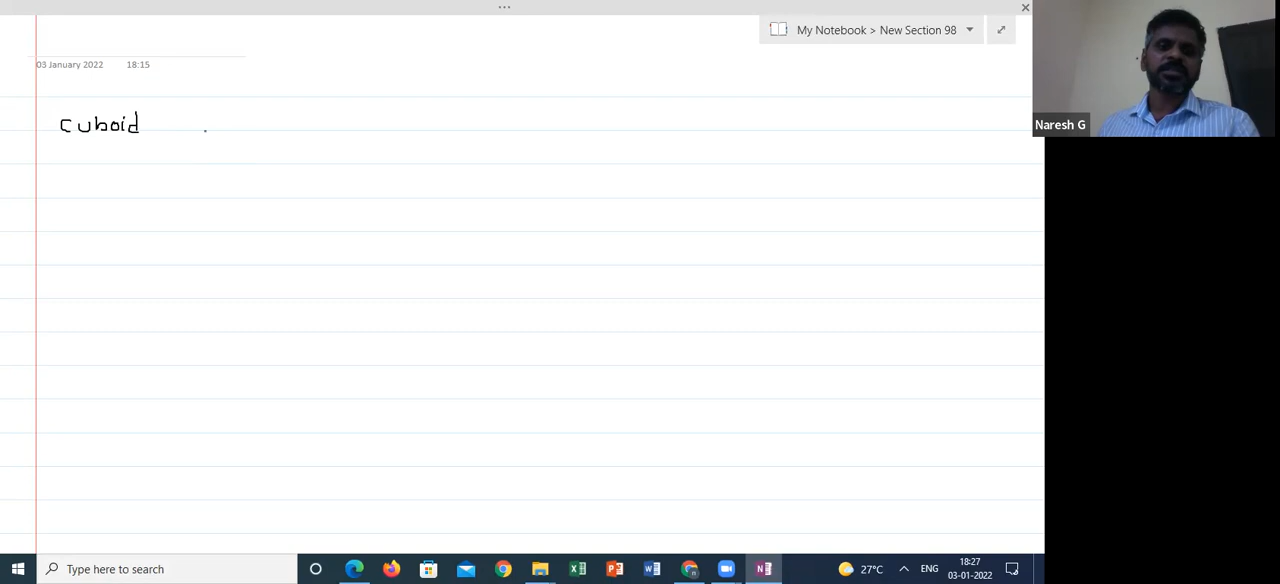 My Notebook > New Section 98
03 January 2022 18:15
cuboid
Naresh G
Type here to search
27°C
ENG
18:27
03-01-2022